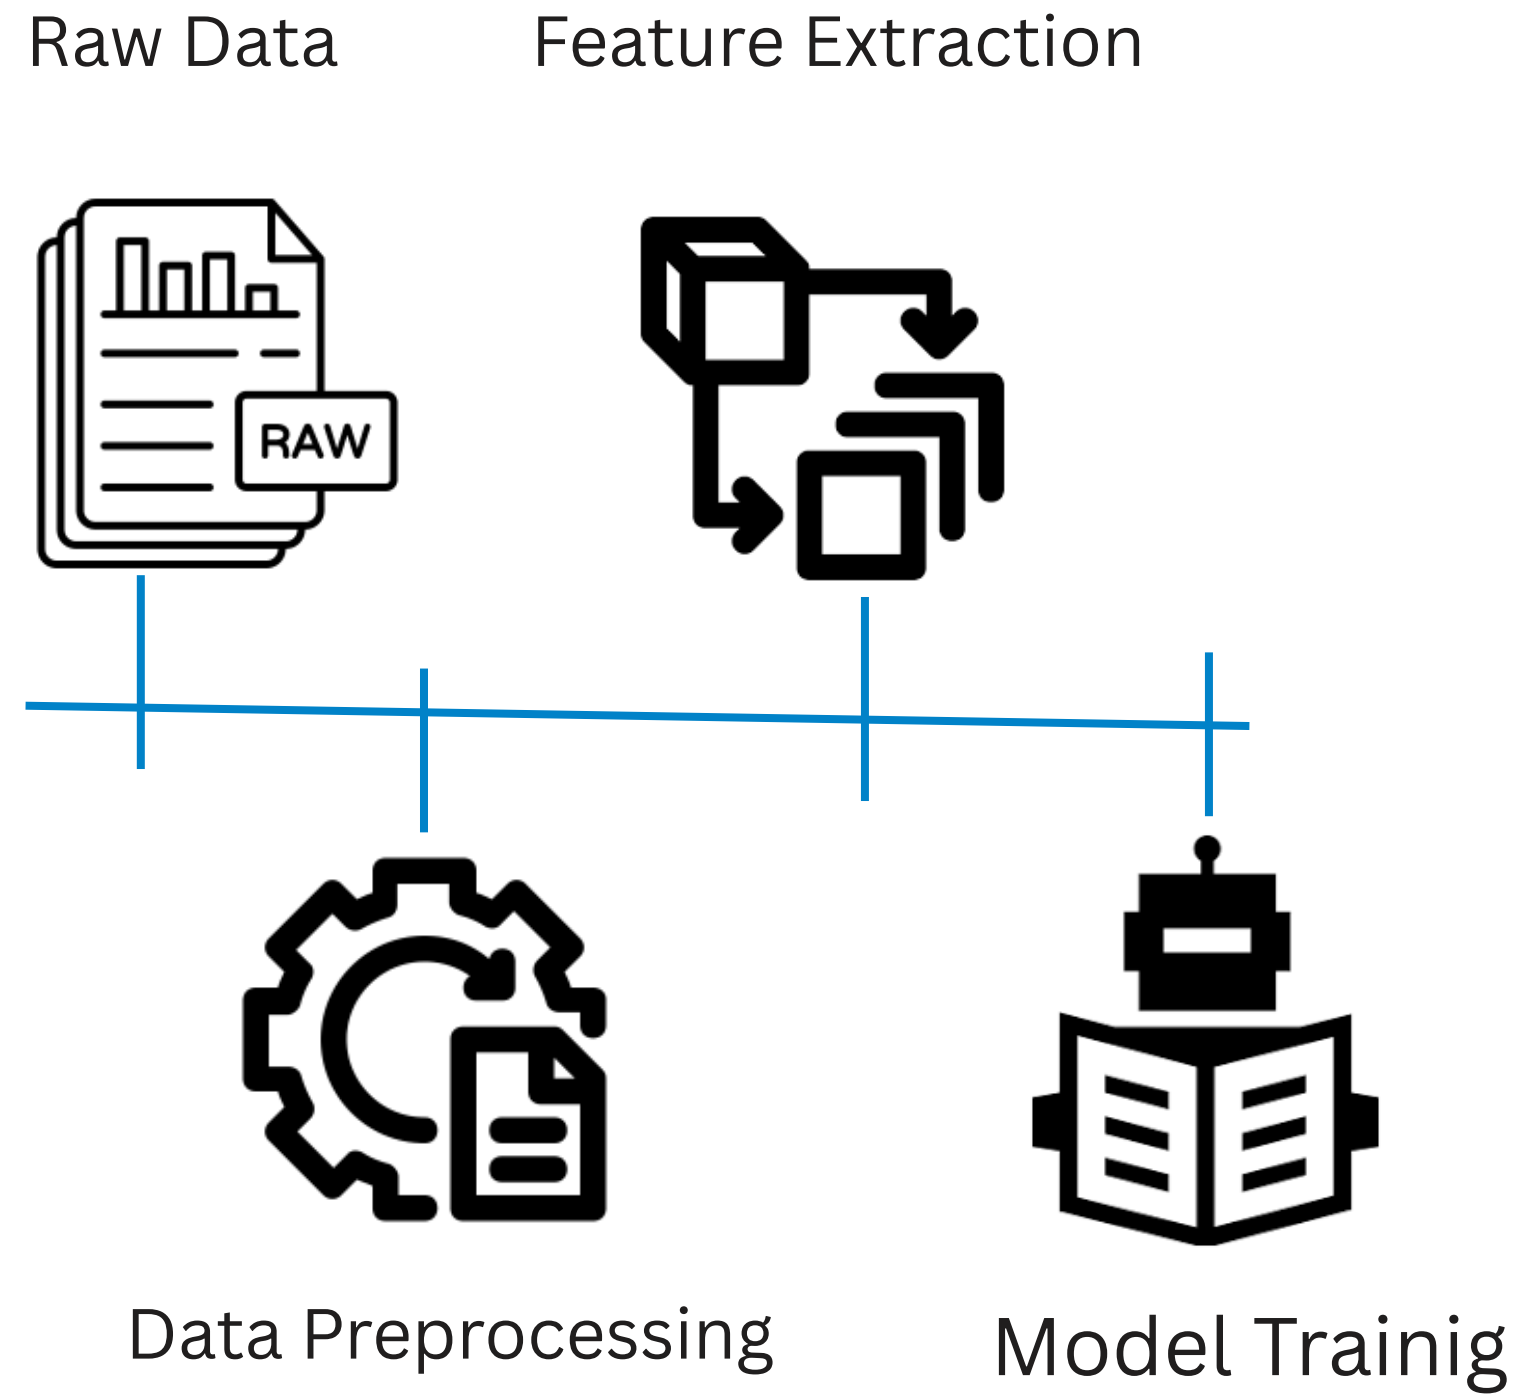 Raw Data
Feature Extraction
RAW
Data Preprocessing
Model Trainig